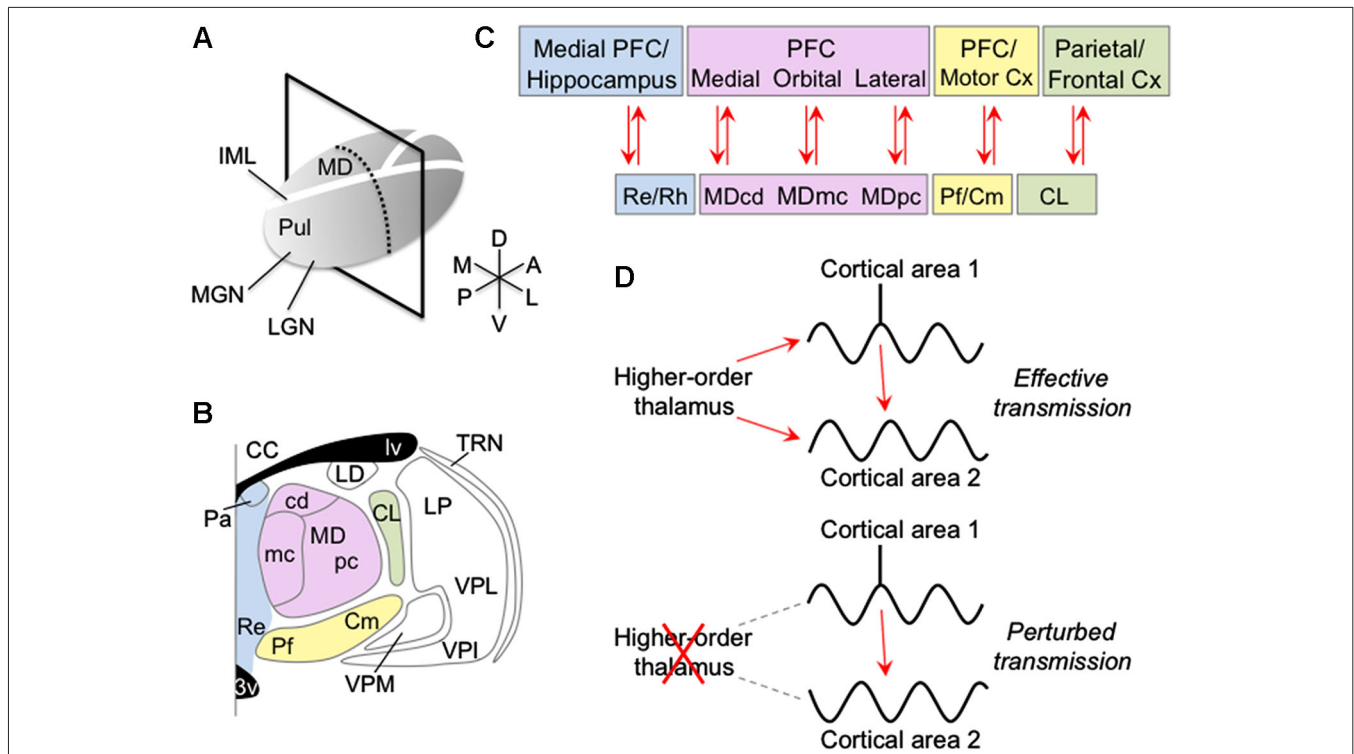 A
IML
MD
Pul
MGN
LGN
D
M
A
P
L
V
B
CC
lv
TRN
LD
Pa
cd
CL
LP
MD
mc
pc
VPL
Re
Cm
Pf
VPI
VPM
3v
C
Medial PFC/
Hippocampus
PFC
Medial Orbital Lateral
PFC/
Motor Cx
Parietal/
Frontal Cx
Re/Rh
MDcd MDmc MDpc
Pf/Cm
CL
D
Cortical area 1
Higher-order
thalamus
Effective
transmission
Cortical area 2
Cortical area 1
Higher-order
thalamus
Perturbed
transmission
Cortical area 2